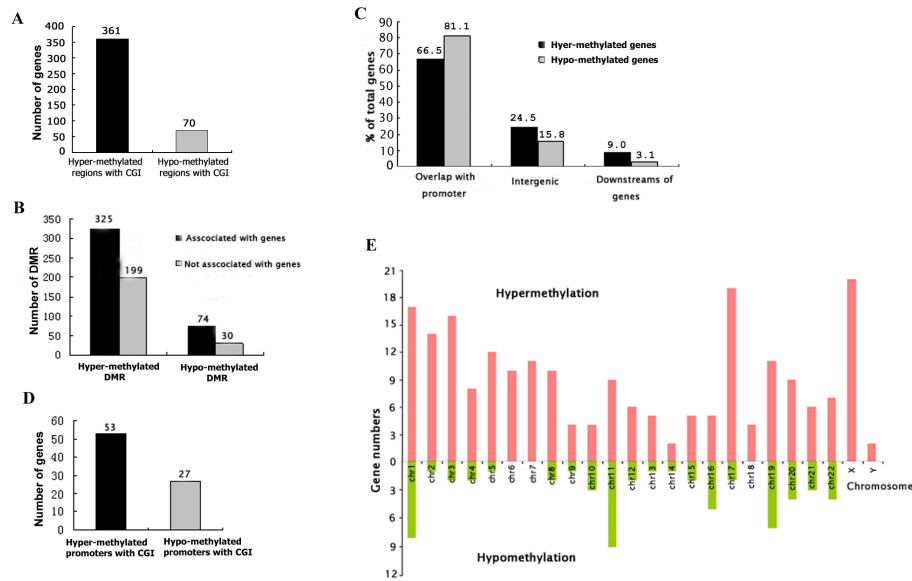 A
Number of genes
400
350
300
250
200
150
100
50
0
361
70
Hyper-methylated regions with CGI
Hypo-methylated regions with CGI
B
Number of DMR
350
300
250
200
150
100
50
0
325
199
74
30
Asscociated with genes
Not asscociated with genes
Hyper-methylated DMR
Hypo-methylated DMR
D
Number of genes
60
50
40
30
20
10
0
53
27
Hyper-methylated promoters with CGI
Hypo-methylated promoters with CGI
C
% of total genes
90
80
70
60
50
40
30
20
10
0
66.5
81.1
24.5
15.8
9.0
3.1
Hyer-methylated genes
Hypo-methylated genes
Overlap with promoter
Intergenic
Downstreams of genes
E
Gene numbers
21
18
15
12
9
6
3
0
3
6
9
12
Hypermethylation
chr1
chr2
chr3
chr4
chr5
chr6
chr7
chr8
chr9
chr10
chr11
chr12
chr13
chr14
chr15
chr16
chr17
chr18
chr19
chr20
chr21
chr22
X
Y
Chromosome
Hypomethylation